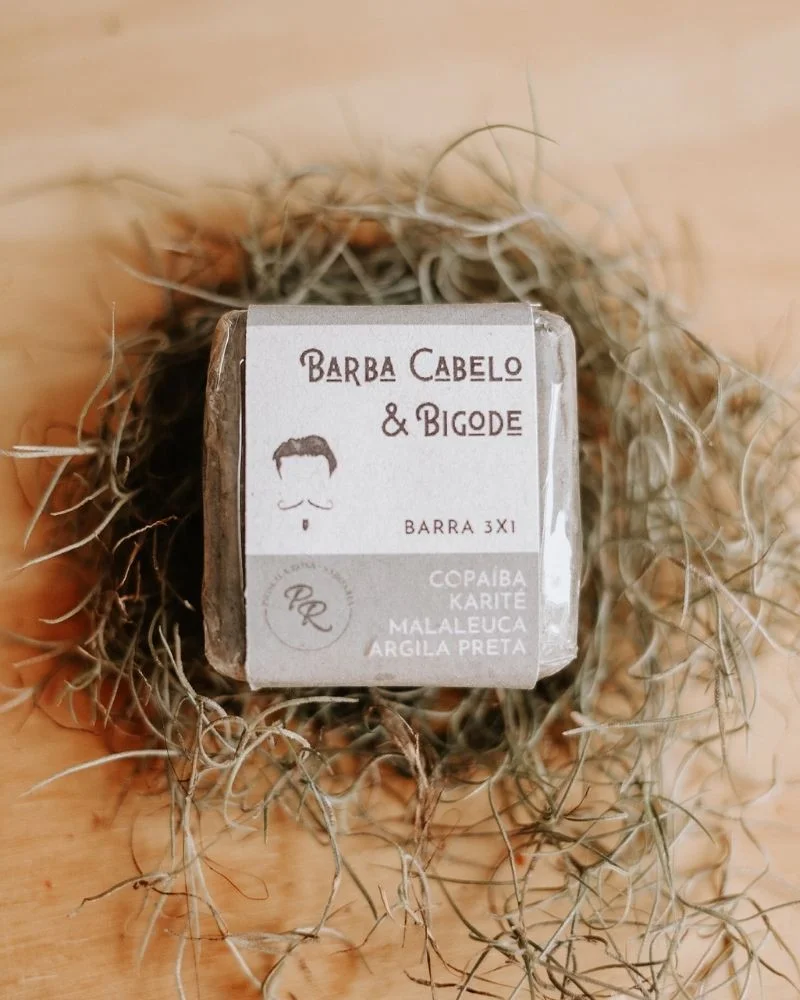 BARBA CABELO
& BIGODE
BARRA 3X1
PR
COPAÍBA
KARITÉ
MALALEUCA
ARGILA PRETA